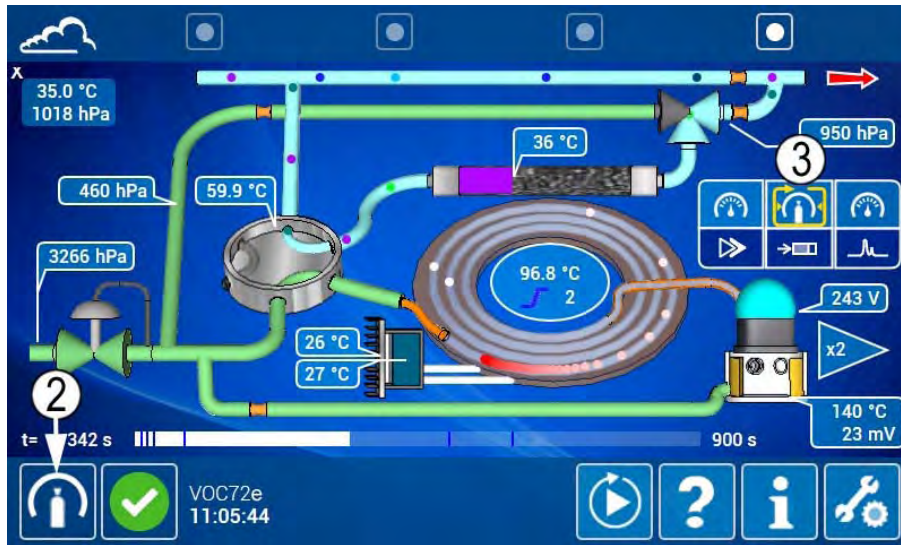 X
35.0 °C
1018 hPa
36 °C
950 hPa
3
460 hPa
59.9 °C
3266 hPa
96.8 °C
2
243 V
26 °C
27 °C
x2
2
140 °C
23 mV
t= 342 s
900 s
VOC72e
11:05:44
?
i